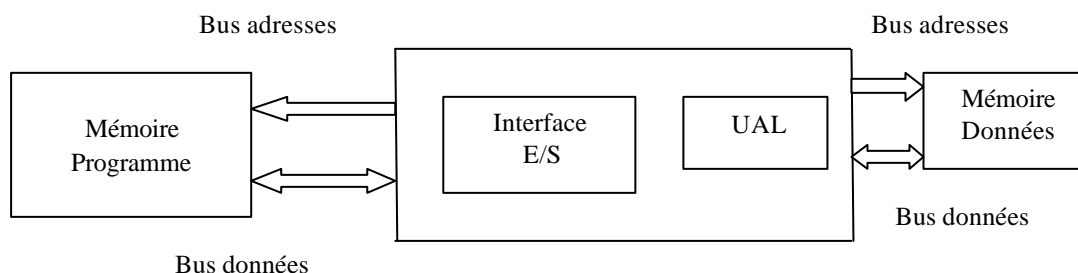 Bus adresses
Bus adresses
Mémoire
Programme
Interface
E/S
UAL
Mémoire
Données
Bus données
Bus données